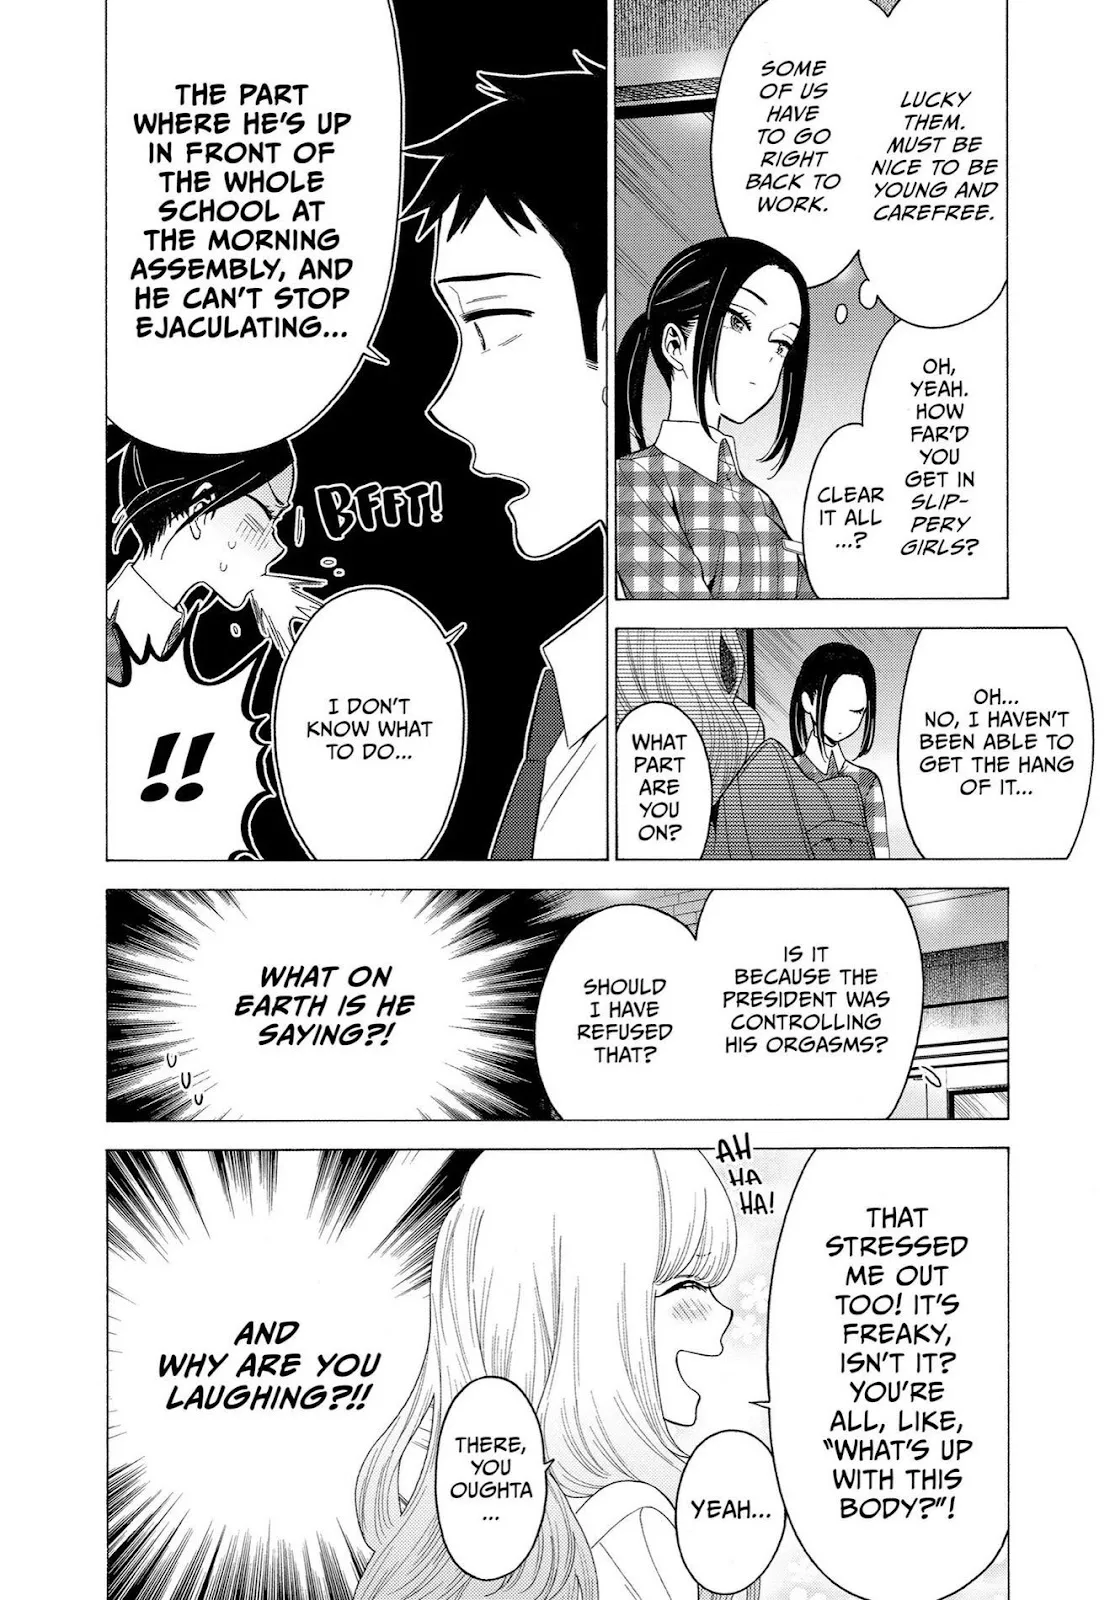 LUCKY
THEM.
MUST BE
NICE TO BE
YOUNG AND
CAREFREE.
SOME
OF US
HAVE
TO GO
RIGHT
BACK TO
WORK.
OH,
YEAH.
HOW
FAR'D
YOU
GET IN
SLIP-
PERY
GIRLS?
CLEAR
IT ALL
...?
OH...
NO, I HAVEN'T
BEEN ABLE TO
GET THE HANG
OF IT...
WHAT
PART
ARE
YOU
ON?
THE PART
WHERE HE'S UP
IN FRONT OF
THE WHOLE
SCHOOL AT
THE MORNING
ASSEMBLY, AND
HE CAN'T STOP
EJACULATING...
BFFT!
I DON'T
KNOW WHAT
TO DO...
!!
IS IT
BECAUSE THE
PRESIDENT WAS
CONTROLLING
HIS ORGASMS?
SHOULD
I HAVE
REFUSED
THAT?
WHAT ON
EARTH IS HE
SAYING?!
THAT
STRESSED
ME OUT
TOO! IT'S
FREAKY,
ISN'T IT?
YOU'RE
ALL, LIKE,
"WHAT'S UP
WITH THIS
BODY?"!
AH
HA
HA!
YEAH...
THERE,
YOU
OUGHTA
...
AND
WHY ARE YOU
LAUGHING?!!